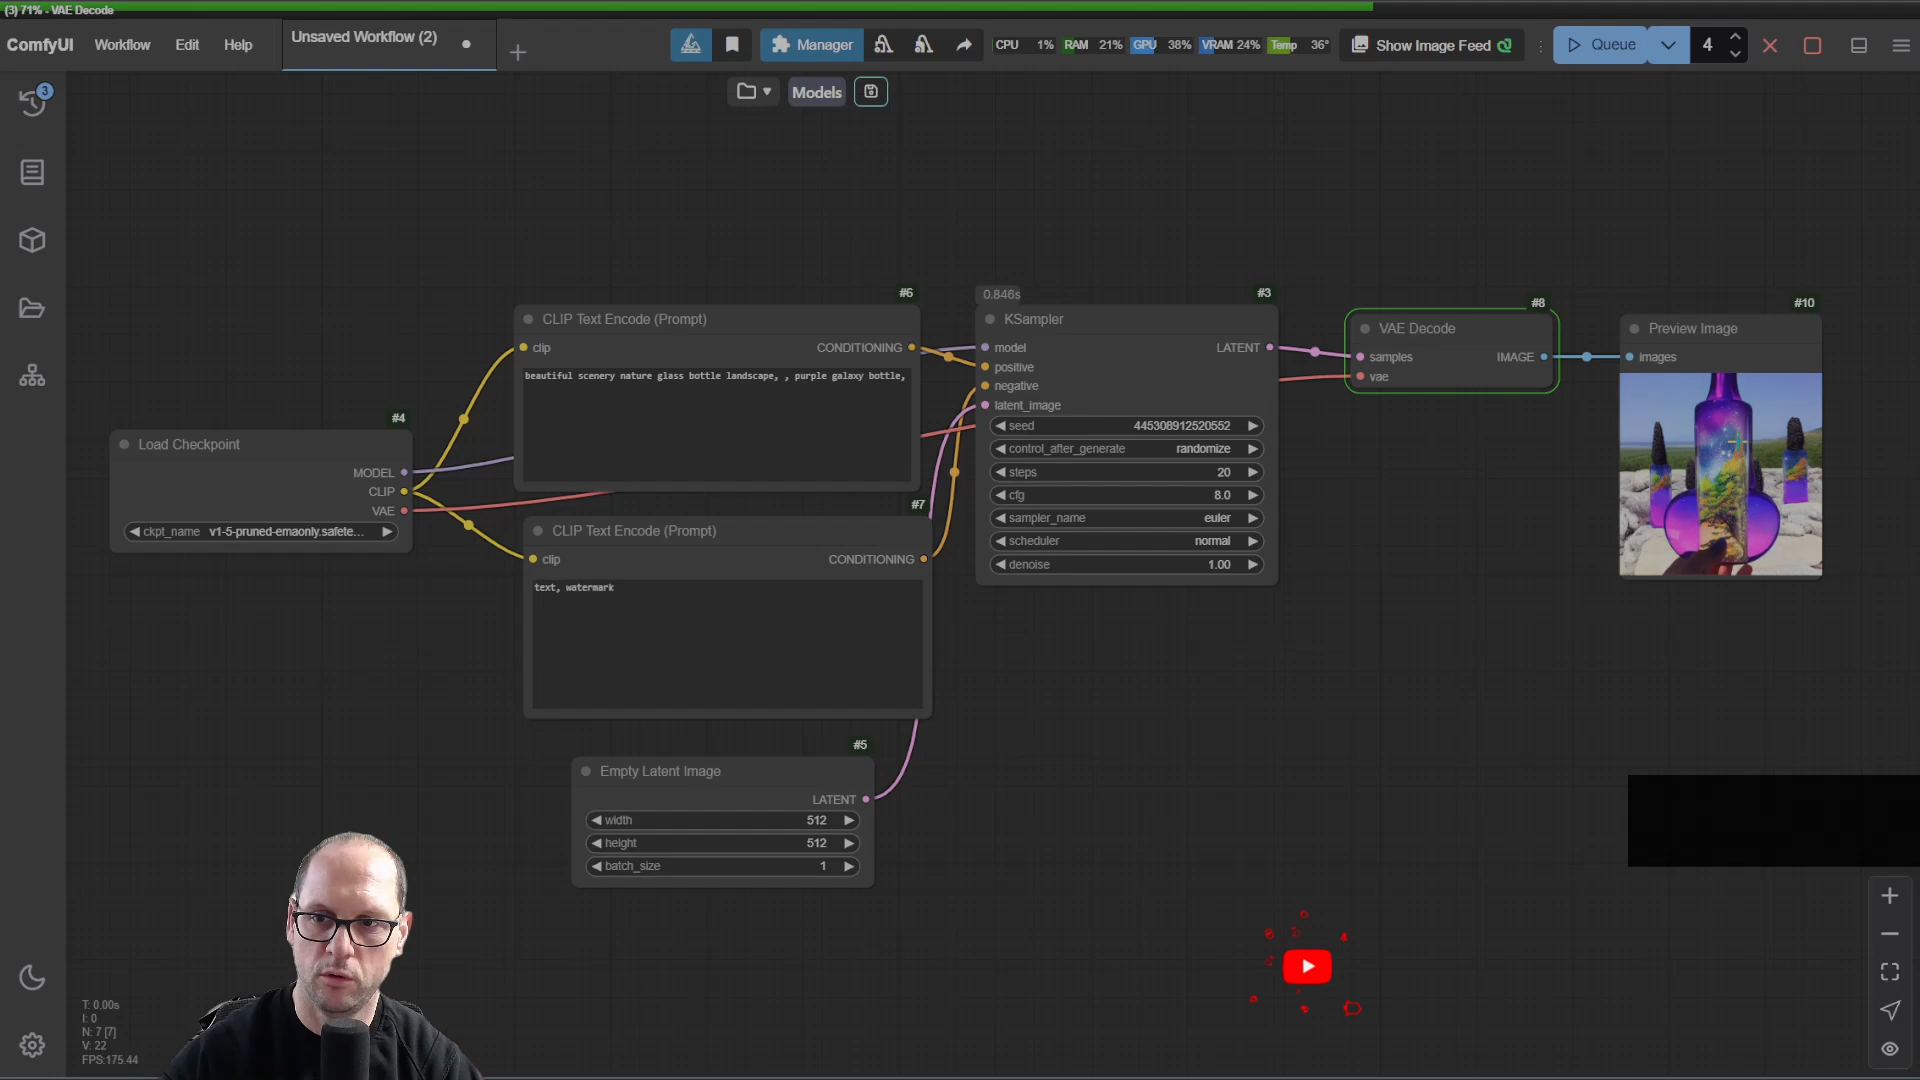 (3) 71% - VAE Decode
ComfyUI Workflow Edit Help Unsaved Workflow (2) Manager CPU 1% RAM 21% GPU 38% VRAM 24% Temp 36° Show Image Feed Queue 4
3
Models
#6
CLIP Text Encode (Prompt)
clip CONDITIONING
beautiful scenery nature glass bottle landscape, , purple galaxy bottle,
0.846s #3
KSampler
model LATENT
positive
negative
latent_image
seed 445308912520552
control_after_generate randomize
steps 20
cfg 8.0
sampler_name euler
scheduler normal
denoise 1.00
#8
VAE Decode
samples IMAGE
vae
#10
Preview Image
images
#4
Load Checkpoint
MODEL
CLIP
VAE
ckpt_name v1-5-pruned-emaonly.safete...
#7
CLIP Text Encode (Prompt)
clip CONDITIONING
text, watermark
#5
Empty Latent Image
LATENT
width 512
height 512
batch_size 1
T: 0.00s
I: 0
N: 7 [7]
V: 22
FPS:175.44